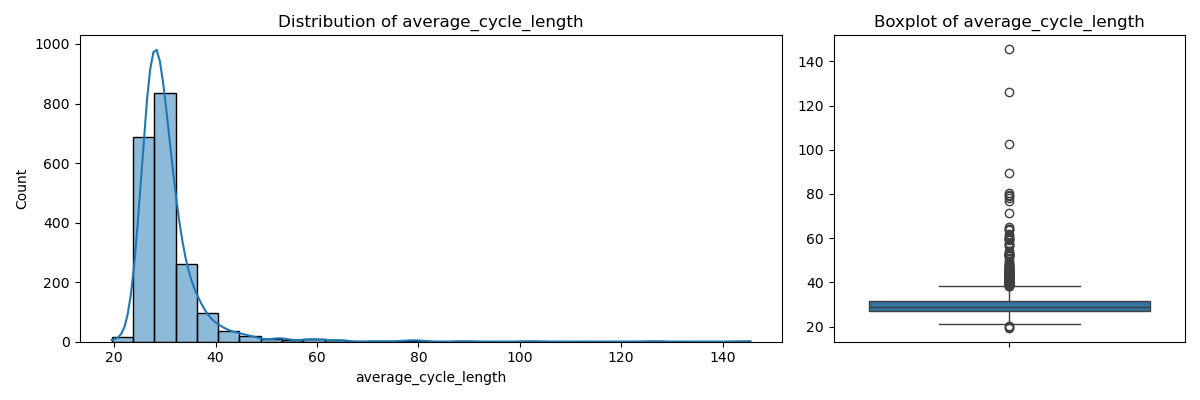 Distribution of average_cycle_length
1000
800
600
400
200
0
Count
20 40 60 80 100 120 140
average_cycle_length
Boxplot of average_cycle_length
140
120
100
80
60
40
20